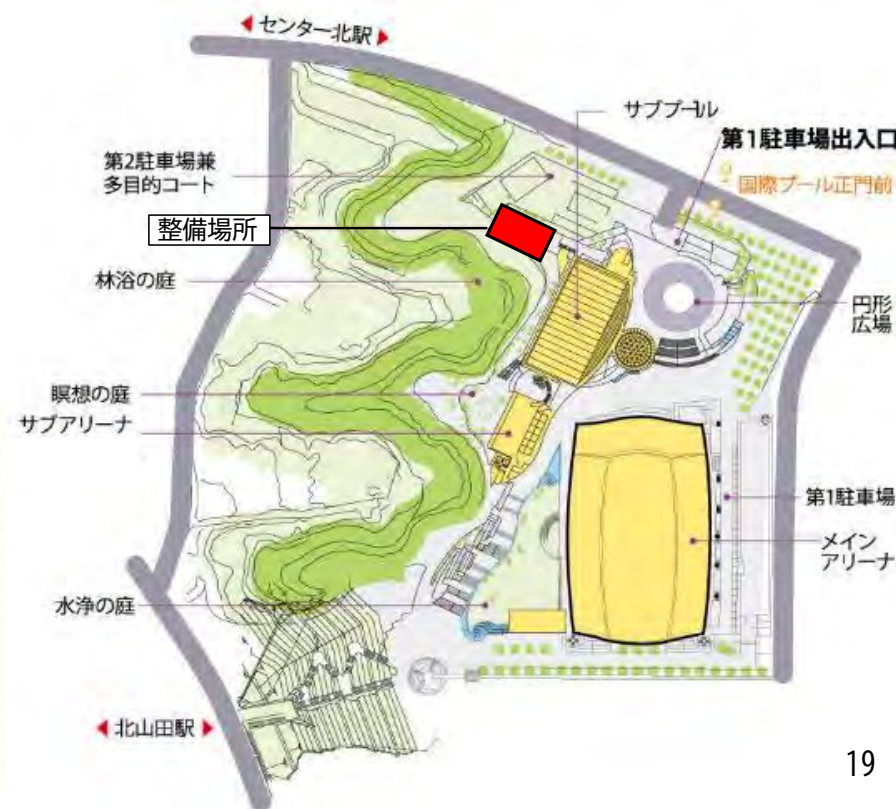 センター北駅
サブプール
第1駐車場出入口
国際プール正門前
第2駐車場兼
多目的コート
整備場所
林浴の庭
円形
広場
瞑想の庭
サブアリーナ
第1駐車場
メイン
アリーナ
水浄の庭
北山田駅
19